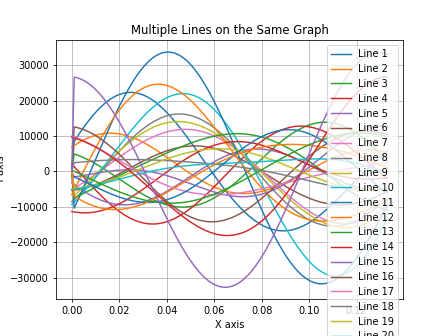 Multiple Lines on the Same Graph
30000
20000
10000
0
−10000
−20000
−30000
0.00
0.02
0.04
0.06
0.08
0.10
X axis
Line 1
Line 2
Line 3
Line 4
Line 5
Line 6
Line 7
Line 8
Line 9
Line 10
Line 11
Line 12
Line 13
Line 14
Line 15
Line 16
Line 17
Line 18
Line 19
Line 20